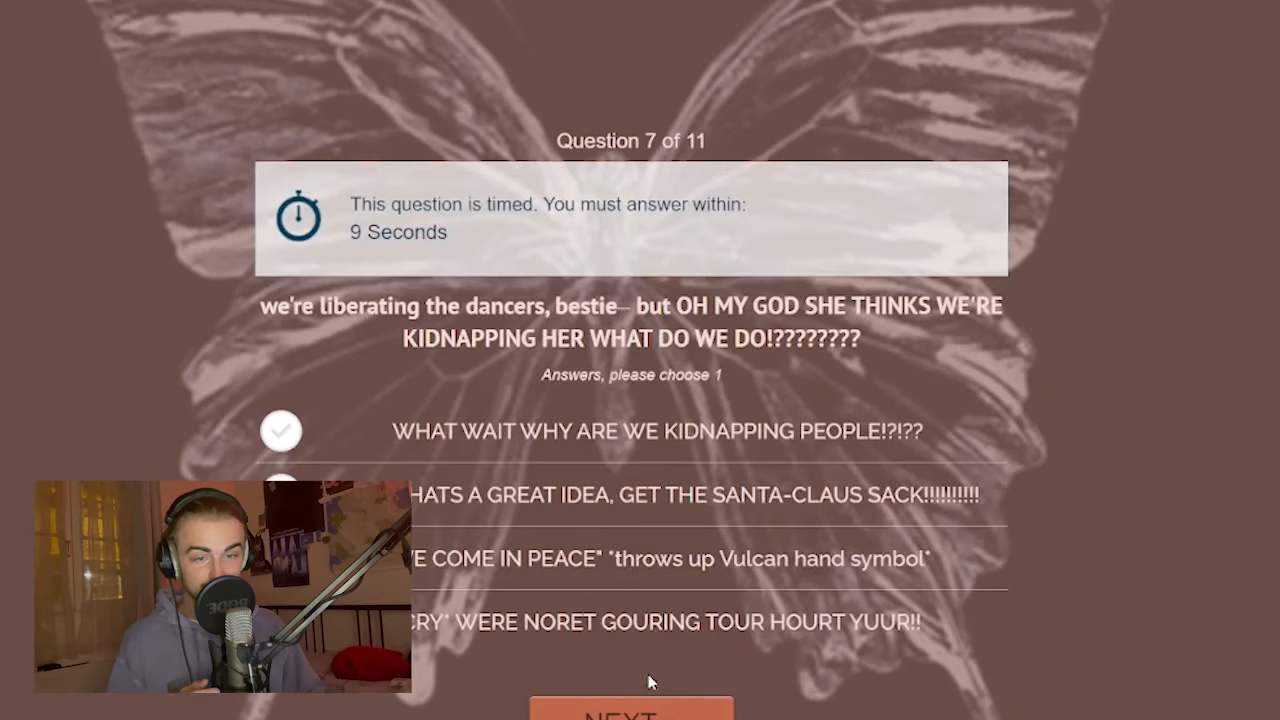 Question 7 of 11
This question is timed. You must answer within:
9 Seconds
we're liberating the dancers, bestie– but OH MY GOD SHE THINKS WE'RE
KIDNAPPING HER WHAT DO WE DO!????????
Answers, please choose 1
WHAT WAIT WHY ARE WE KIDNAPPING PEOPLE!?!??
A GREAT IDEA, GET THE SANTA-CLAUS SACK!!!!!!!!!!
COME IN PEACE" *throws up Vulcan hand symbol*
WERE NORET GOURING TOUR HOURT YUUR!!
RØDE
NEXT